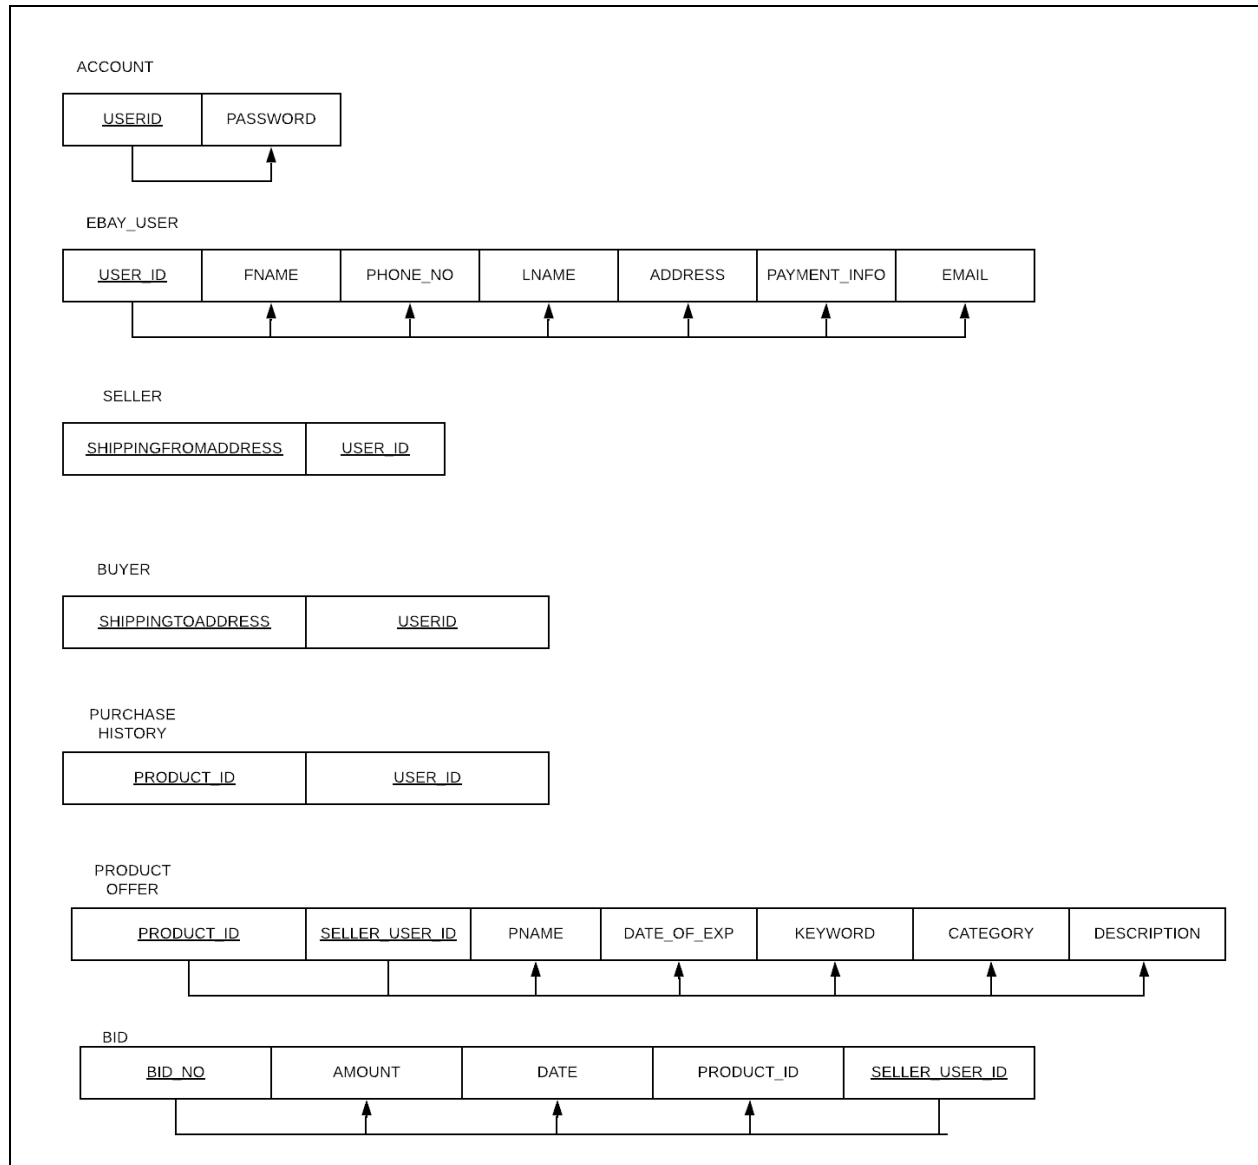 ACCOUNT
USERID PASSWORD
EBAY_USER
USER_ID FNAME PHONE_NO LNAME ADDRESS PAYMENT_INFO EMAIL
SELLER
SHIPPINGFROMADDRESS USER_ID
BUYER
SHIPPINGTOADDRESS USERID
PURCHASE
HISTORY
PRODUCT_ID USER_ID
PRODUCT
OFFER
PRODUCT_ID SELLER_USER_ID PNAME DATE_OF_EXP KEYWORD CATEGORY DESCRIPTION
BID
BID_NO AMOUNT DATE PRODUCT_ID SELLER_USER_ID